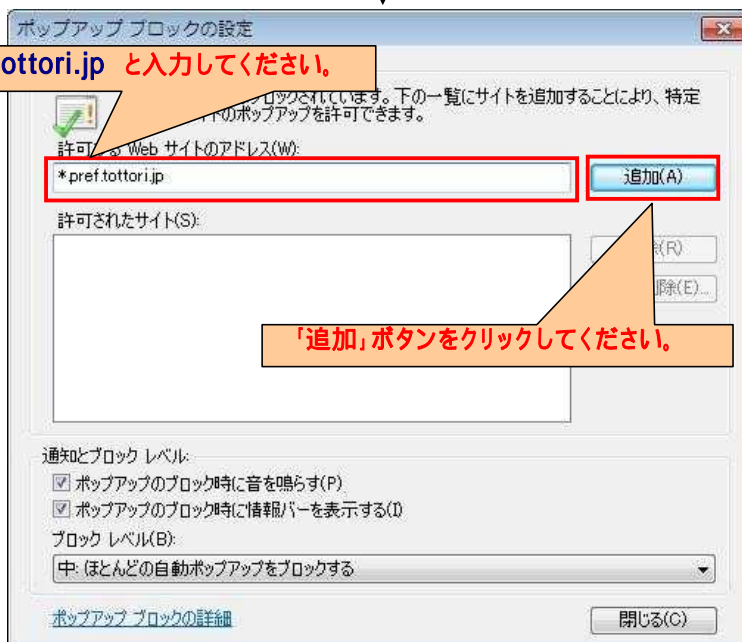 ポップアップ ブロックの設定
ottori.jp と入力してください。
ブロックされています。下の一覧にサイトを追加することにより、特定
のポップアップを許可できます。
許可する Web サイトのアドレス(W):
*.pref.tottori.jp
追加(A)
許可されたサイト(S):
(R)
削除(E)...
「追加」ボタンをクリックしてください。
通知とブロック レベル:
ポップアップのブロック時に音を鳴らす(P)
ポップアップのブロック時に情報バーを表示する(I)
ブロック レベル(B):
中: ほとんどの自動ポップアップをブロックする
ポップアップ ブロックの詳細
閉じる(C)